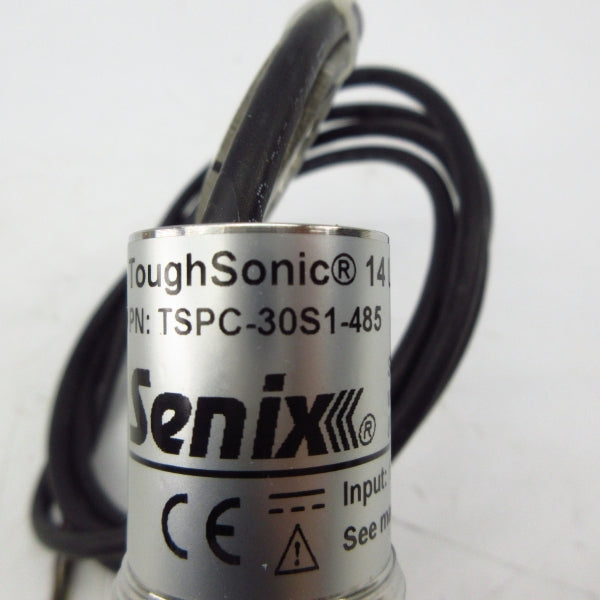 ToughSonic® 14
PN: TSPC-30S1-485
Senix®
CE
Input:
See